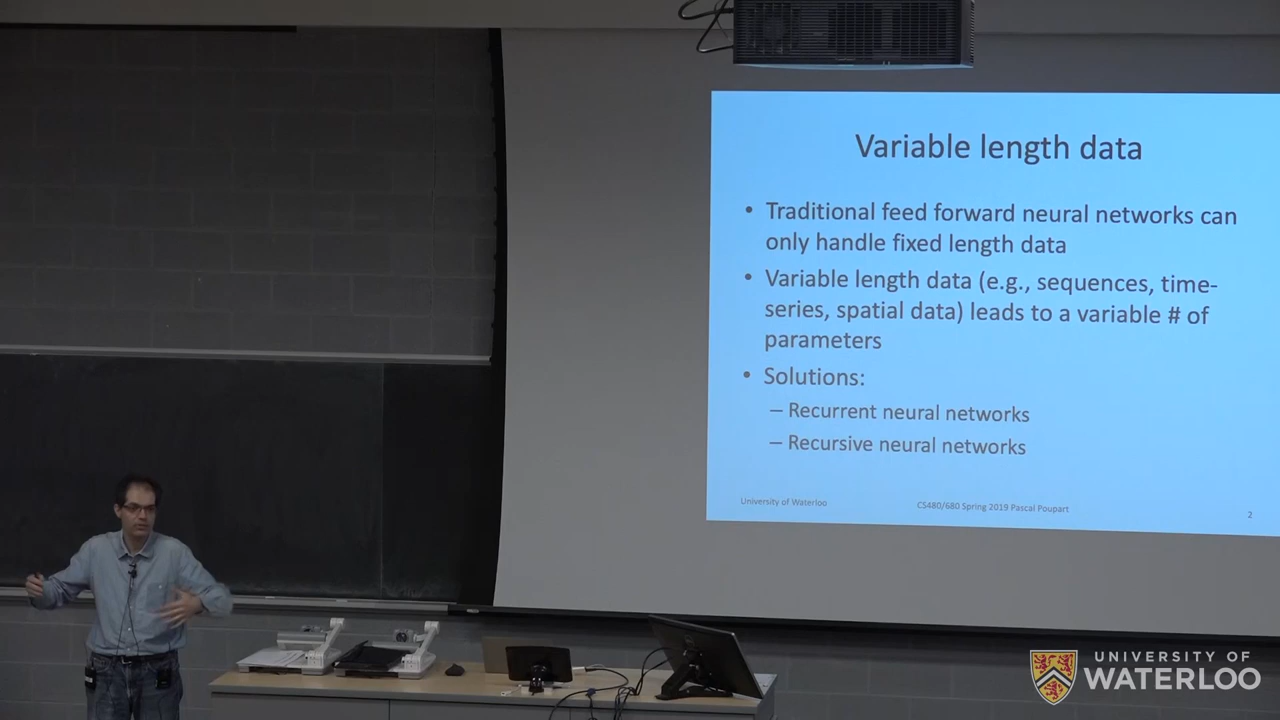 Variable length data
• Traditional feed forward neural networks can
only handle fixed length data
• Variable length data (e.g., sequences, time-
series, spatial data) leads to a variable # of
parameters
• Solutions:
– Recurrent neural networks
– Recursive neural networks
University of Waterloo
CS480/680 Spring 2019 Pascal Poupart
2
UNIVERSITY OF
WATERLOO